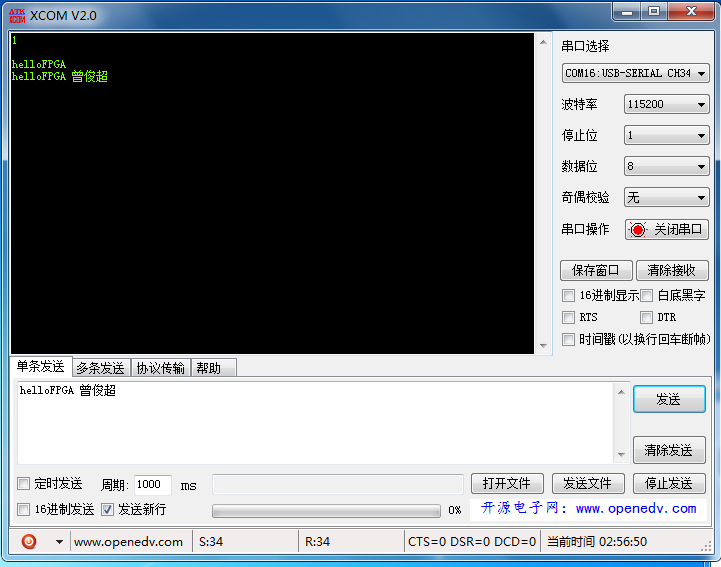 ATK XCOM XCOM V2.0
1
helloFPGA
helloFPGA 曾俊超
串口选择
COM16:USB-SERIAL CH34
波特率 115200
停止位 1
数据位 8
奇偶校验 无
串口操作 关闭串口
保存窗口 清除接收
16进制显示 白底黑字
RTS DTR
时间戳(以换行回车断帧)
单条发送 多条发送 协议传输 帮助
helloFPGA 曾俊超
发送
清除发送
定时发送 周期: 1000 ms 打开文件 发送文件 停止发送
16进制发送 发送新行 0% 开源电子网: www.openedv.com
www.openedv.com S:34 R:34 CTS=0 DSR=0 DCD=0 当前时间 02:56:50